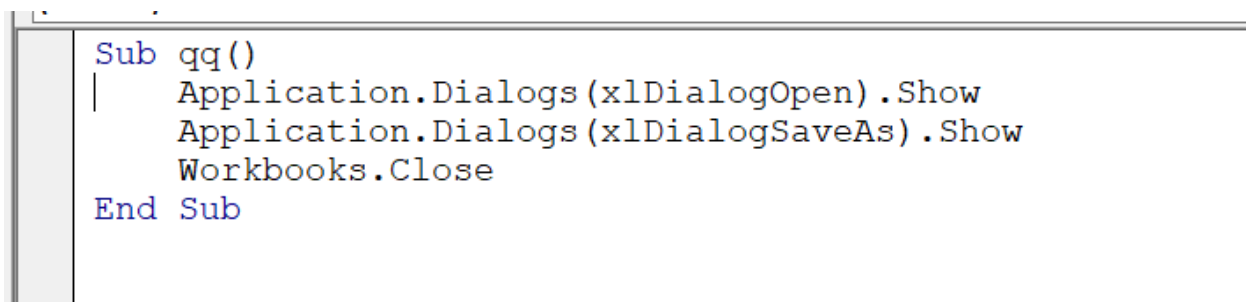 Sub qq()
Application.Dialogs(xlDialogOpen).Show
Application.Dialogs(xlDialogSaveAs).Show
Workbooks.Close
End Sub